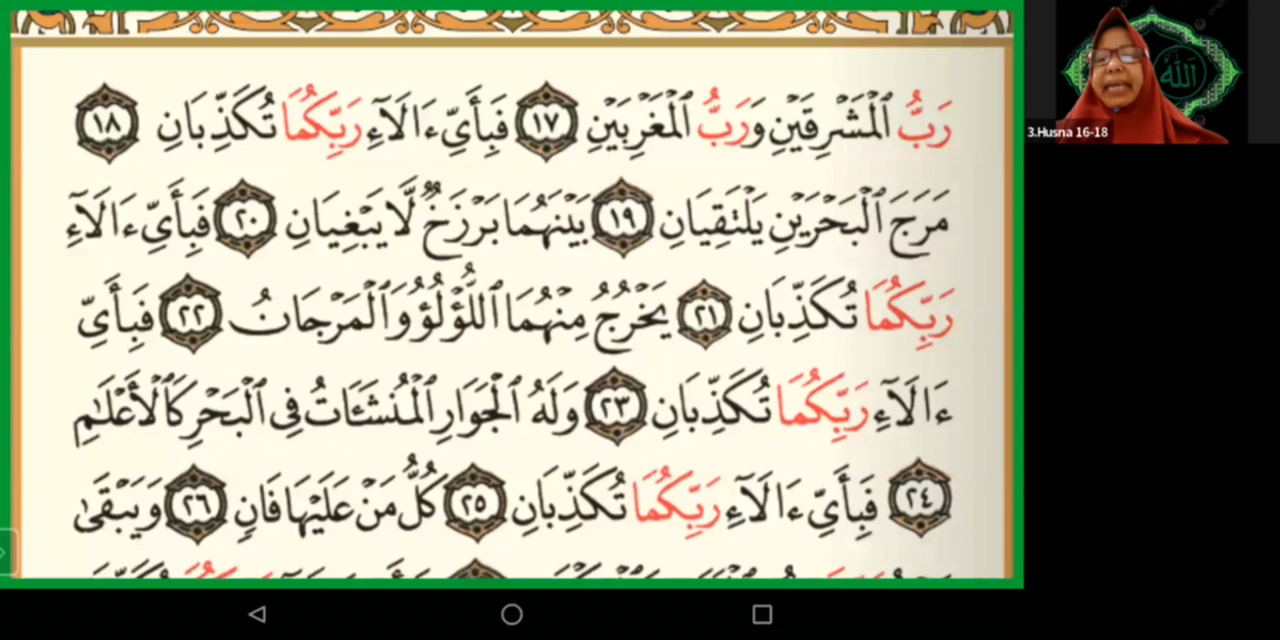 رَبُّ ٱلْمَشْرِقَيْنِ وَرَبُّ ٱلْمَغْرِبَيْنِ ١٧ فَبِأَيِّ ءَالَآءِ رَبِّكُمَا تُكَذِّبَانِ ١٨
مَرَجَ ٱلْبَحْرَيْنِ يَلْتَقِيَانِ ١٩ بَيْنَهُمَا بَرْزَخٌ لَّا يَبْغِيَانِ ٢٠ فَبِأَيِّ ءَالَآءِ
رَبِّكُمَا تُكَذِّبَانِ ٢١ يَخْرُجُ مِنْهُمَا ٱللُّؤْلُؤُ وَٱلْمَرْجَانُ ٢٢ فَبِأَيِّ
ءَالَآءِ رَبِّكُمَا تُكَذِّبَانِ ٢٣ وَلَهُ ٱلْجَوَارِ ٱلْمُنشَـَٔاتُ فِى ٱلْبَحْرِ كَٱلْأَعْلَـٰمِ
٢٤ فَبِأَيِّ ءَالَآءِ رَبِّكُمَا تُكَذِّبَانِ ٢٥ كُلُّ مَنْ عَلَيْهَا فَانٍ ٢٦ وَيَبْقَىٰ
الله
3.Husna 16-18